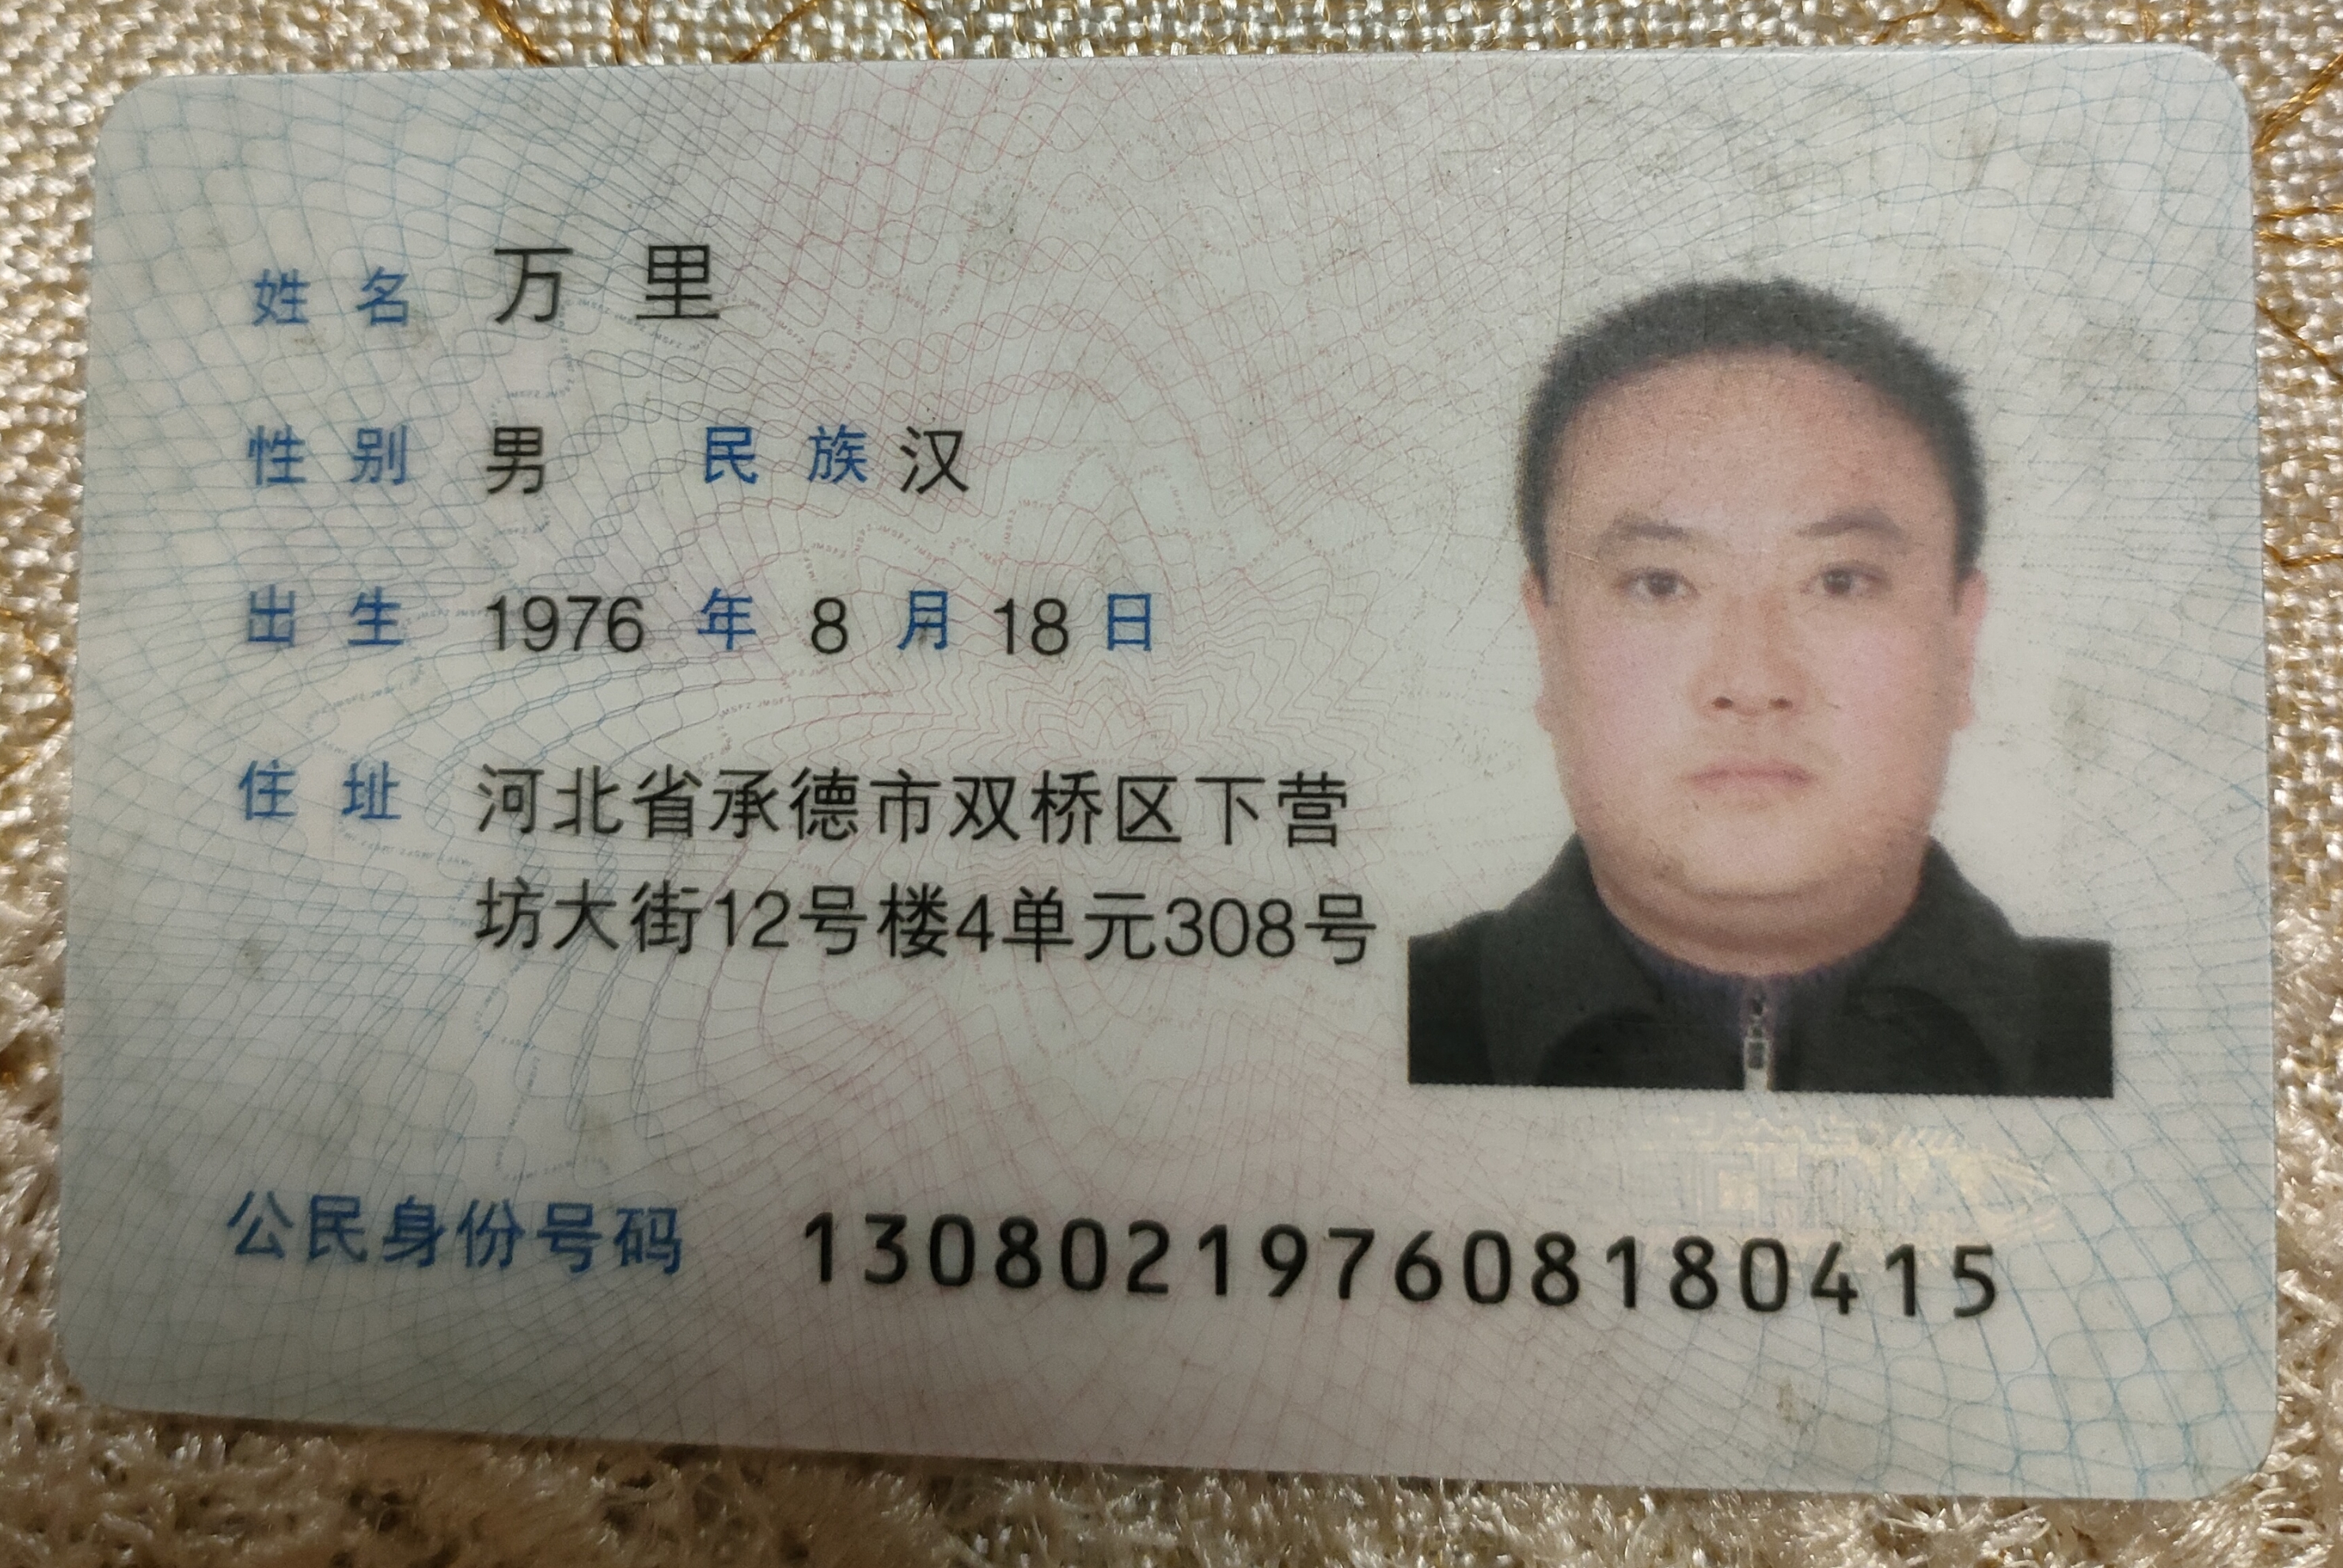 姓名 万里
性别 男 民族 汉
出生 1976 年 8 月 18 日
住址 河北省承德市双桥区下营
坊大街12号楼4单元308号
CHINA
公民身份号码 130802197608180415